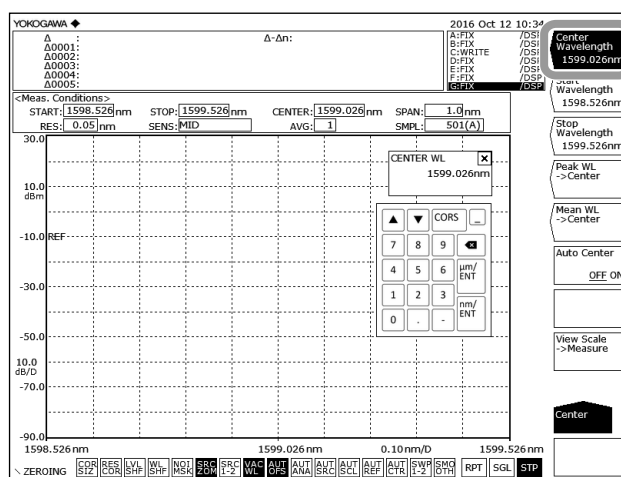 YOKOGAWA ◆ 2016 Oct 12 10:34
Δ : Δ-Δn:
Δ0001:
Δ0002:
Δ0003:
Δ0004:
Δ0005:
A:FIX /DSP
B:FIX /DSP
C:WRITE /DSP
D:FIX /DSP
E:FIX /DSP
F:FIX /DSP
G:FIX /DSP
<Meas. Conditions>
START: 1598.526 nm STOP: 1599.526 nm CENTER: 1599.026 nm SPAN: 1.0 nm
RES: 0.05 nm SENS: MID AVG: 1 SMPL: 501(A)
30.0
10.0
dBm
-10.0 REF
-30.0
-50.0
10.0
dB/D
-70.0
-90.0
1598.526 nm 1599.026 nm 0.10 nm/D 1599.526 nm
CENTER WL ×
1599.026nm
▲ ▼ CORS _
7 8 9
4 5 6 µm/ENT
1 2 3 nm/ENT
0 . -
Center
Wavelength
1599.026nm
Start
Wavelength
1598.526nm
Stop
Wavelength
1599.526nm
Peak WL
->Center
Mean WL
->Center
Auto Center
OFF ON
View Scale
->Measure
Center
ZEROING COR SIZ RES COR LVL SHF WL SHF NOI MSK SRC ZOM SRC 1-2 VAC WL AUT OFS AUT ANA AUT SRC AUT SCL AUT REF AUT CTR SWP 1-2 SMO OTH RPT SGL STP